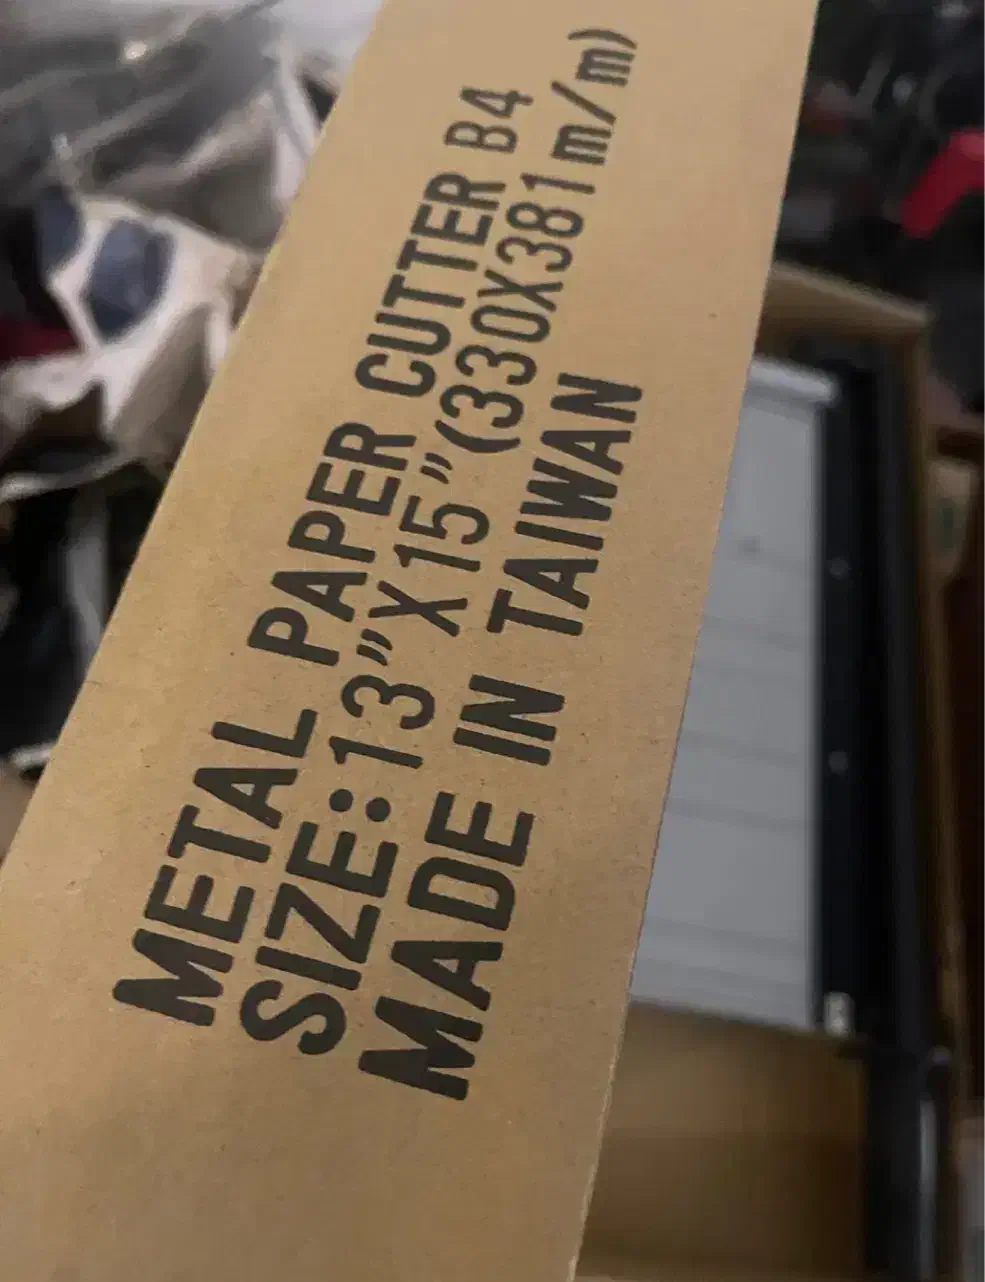 METAL PAPER CUTTER B4
SIZE:13"X15"(330X381m/m)
MADE IN TAIWAN